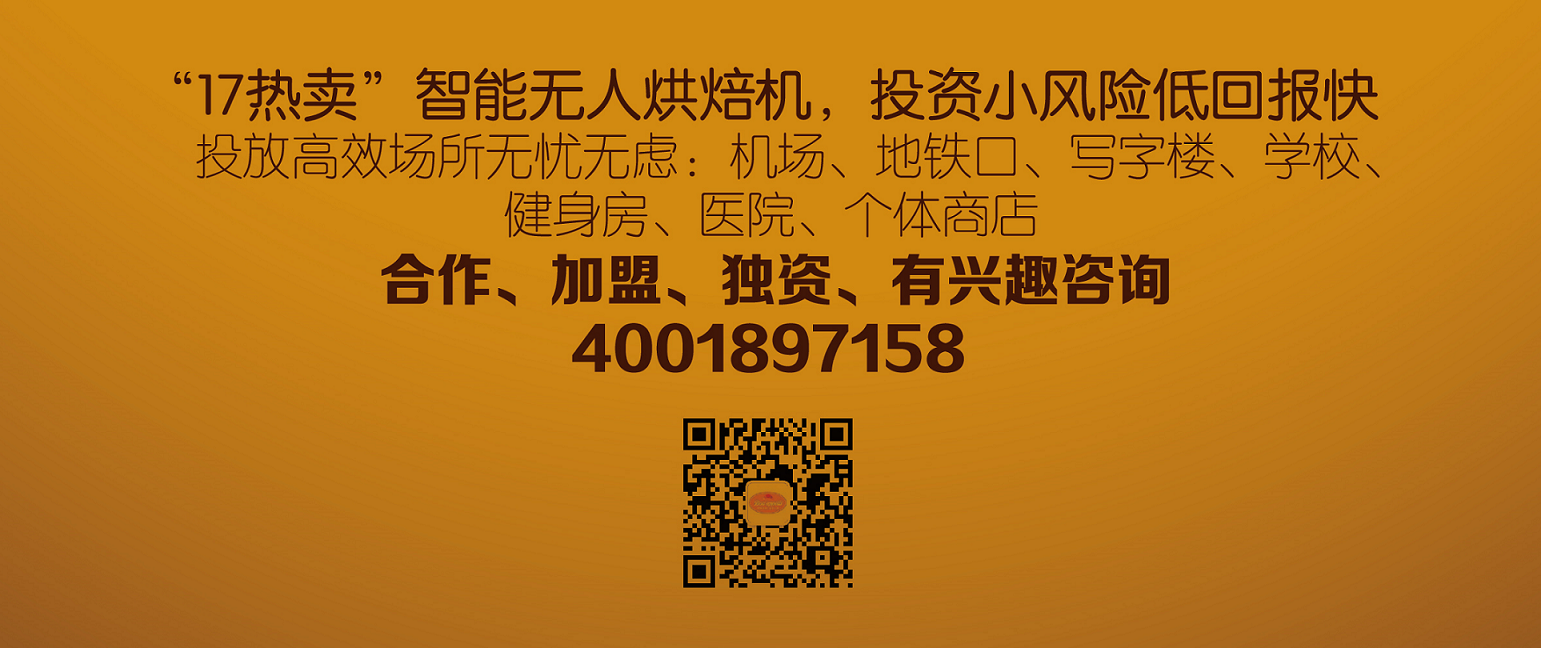 “17热卖”智能无人烘焙机，投资小风险低回报快
投放高效场所无忧无虑：机场、地铁口、写字楼、学校、
健身房、医院、个体商店
合作、加盟、独资、有兴趣咨询
4001897158